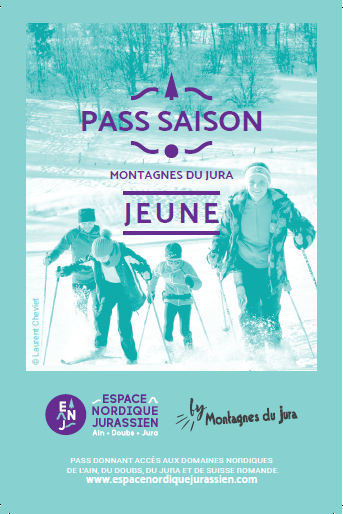 PASS SAISON
MONTAGNES DU JURA
JEUNE
© Laurent Cheviet
ENJ
ESPACE
NORDIQUE
JURASSIEN
Ain • Doubs • Jura
by
Montagnes du Jura
PASS DONNANT ACCÈS AUX DOMAINES NORDIQUES
DE L'AIN, DU DOUBS, DU JURA ET DE SUISSE ROMANDE
www.espacenordiquejurassien.com